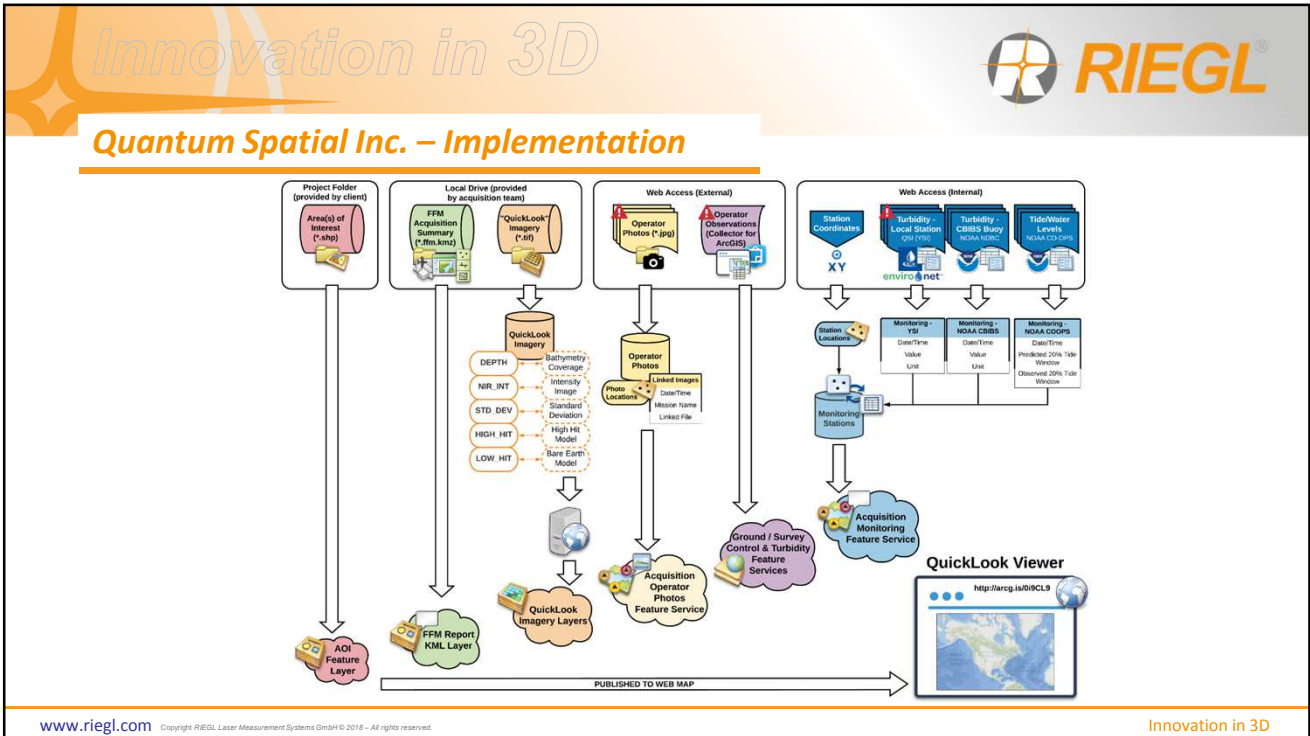 Innovation in 3D
RIEGL®
Quantum Spatial Inc. – Implementation
Project Folder
(provided by client)
Area(s) of
Interest
(*.shp)
Local Drive (provided
by acquisition team)
FFM
Acquisition
Summary
(*.ffm.kmz)
"QuickLook"
Imagery
(*.tif)
Web Access (External)
Operator
Photos (*.jpg)
Operator
Observations
(Collector for
ArcGIS)
Web Access (Internal)
Station
Coordinates
X Y
Turbidity -
Local Station
QSI (YSI)
enviro net
Turbidity -
CBIBS Buoy
NOAA NDBC
Tide/Water
Levels
NOAA CO-OPS
QuickLook
Imagery
DEPTH
Bathymetry
Coverage
NIR_INT
Intensity
Image
STD_DEV
Standard
Deviation
HIGH_HIT
High Hit
Model
LOW_HIT
Bare Earth
Model
Operator
Photos
Photo
Locations
Linked Images
Date/Time
Mission Name
Linked File
Station
Locations
Monitoring -
YSI
Date/Time
Value
Unit
Monitoring -
NOAA CBIBS
Date/Time
Value
Unit
Monitoring -
NOAA COOPS
Date/Time
Predicted 20% Tide
Window
Observed 20% Tide
Window
Monitoring
Stations
AOI
Feature
Layer
FFM Report
KML Layer
QuickLook
Imagery Layers
Acquisition
Operator
Photos
Feature Service
Ground / Survey
Control & Turbidity
Feature
Services
Acquisition
Monitoring
Feature Service
QuickLook Viewer
http://arcg.is/0i9CL9
PUBLISHED TO WEB MAP
www.riegl.com
Copyright RIEGL Laser Measurement Systems GmbH © 2018 – All rights reserved.
Innovation in 3D